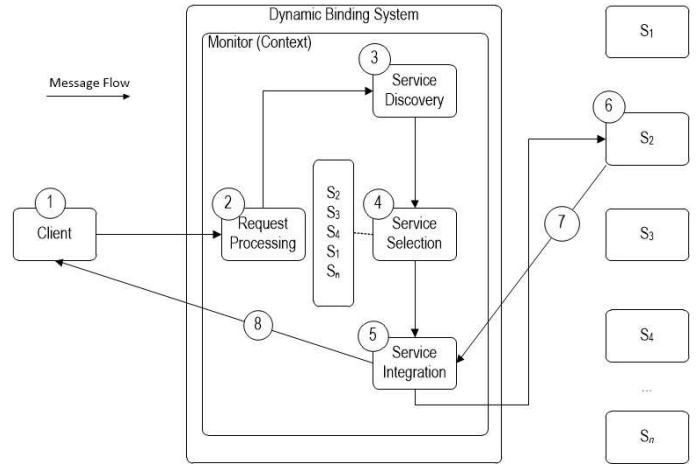 Dynamic Binding System
Monitor (Context)
Message Flow
1
Client
2
Request
Processing
3
Service
Discovery
S2
S3
S4
S1
Sn
4
Service
Selection
5
Service
Integration
6
7
8
S1
S2
S3
S4
...
Sn